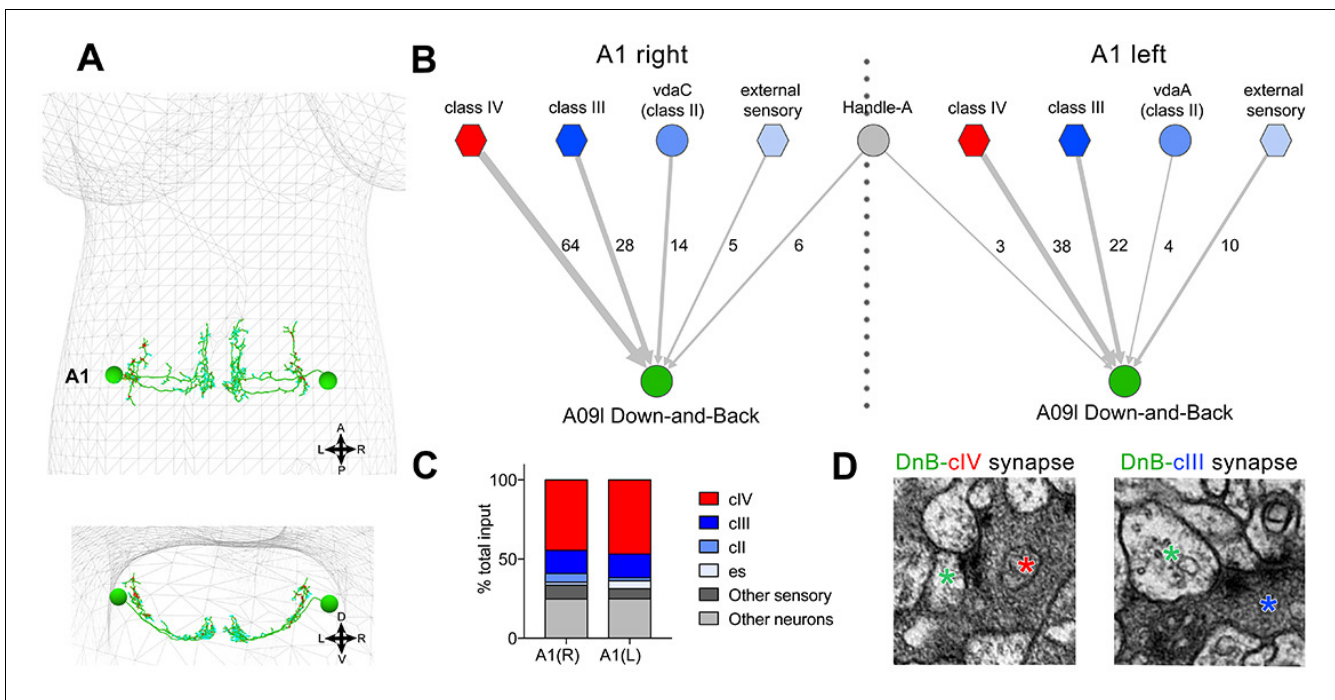 A
A1
A
L R
P
D
L R
V
B
A1 right
A1 left
class IV
class III
vdaC
(class II)
external
sensory
Handle-A
class IV
class III
vdaA
(class II)
external
sensory
64
28
14
5
6
3
38
22
4
10
A09l Down-and-Back
A09l Down-and-Back
C
% total input
100
50
0
A1(R)
A1(L)
cIV
cIII
cII
es
Other sensory
Other neurons
D
DnB-cIV synapse
DnB-cIII synapse
*
*
*
*